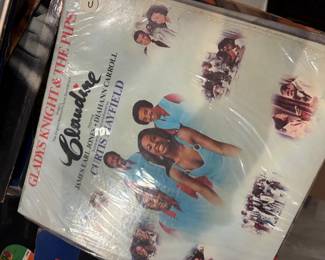 GLADYS KNIGHT & THE PIPS
Claudine
JAMES EARL JONES • DIAHANN CARROLL
CURTIS MAYFIELD